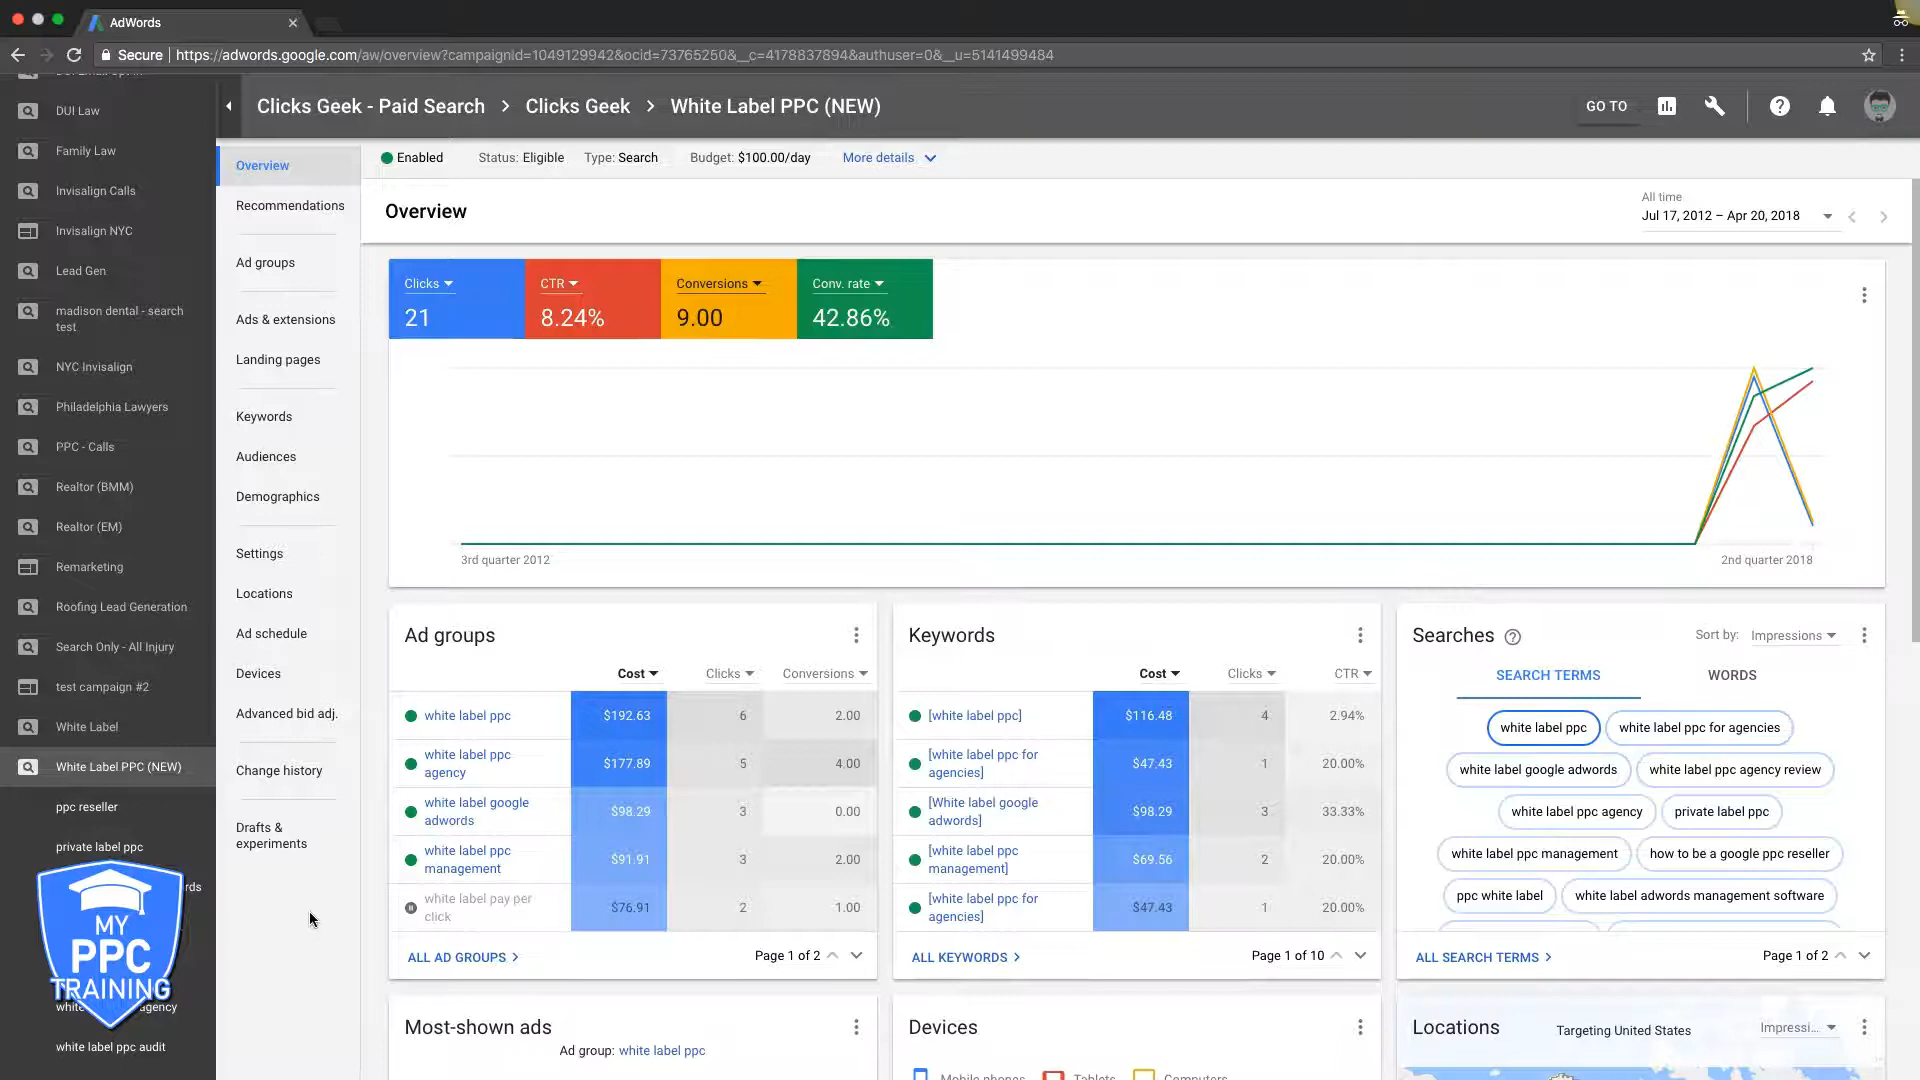 AdWords
Secure
https://adwords.google.com/aw/overview?campaignId=1049129942&ocid=73765250&__c=4178837894&authuser=0&__u=5141499484
Clicks Geek - Paid Search > Clicks Geek > White Label PPC (NEW)
GO TO
DUI Law
Family Law
Invisalign Calls
Invisalign NYC
Lead Gen
madison dental - search
test
NYC Invisalign
Philadelphia Lawyers
PPC - Calls
Realtor (BMM)
Realtor (EM)
Remarketing
Roofing Lead Generation
Search Only - All Injury
test campaign #2
White Label
White Label PPC (NEW)
ppc reseller
private label ppc
MY
PPC
TRAINING
white label ppc audit
Overview
Recommendations
Ad groups
Ads & extensions
Landing pages
Keywords
Audiences
Demographics
Settings
Locations
Ad schedule
Devices
Advanced bid adj.
Change history
Drafts &
experiments
Enabled
Status: Eligible
Type: Search
Budget: $100.00/day
More details
Overview
All time
Jul 17, 2012 – Apr 20, 2018
Clicks
21
CTR
8.24%
Conversions
9.00
Conv. rate
42.86%
3rd quarter 2012
2nd quarter 2018
Ad groups
Cost Clicks Conversions
white label ppc $192.63 6 2.00
white label ppc
agency $177.89 5 4.00
white label google
adwords $98.29 3 0.00
white label ppc
management $91.91 3 2.00
white label pay per
click $76.91 2 1.00
ALL AD GROUPS
Page 1 of 2
Keywords
Cost Clicks CTR
[white label ppc] $116.48 4 2.94%
[white label ppc for
agencies] $47.43 1 20.00%
[White label google
adwords] $98.29 3 33.33%
[white label ppc
management] $69.56 2 20.00%
[white label ppc for
agencies] $47.43 1 20.00%
ALL KEYWORDS
Page 1 of 10
Searches
Sort by: Impressions
SEARCH TERMS
WORDS
white label ppc
white label ppc for agencies
white label google adwords
white label ppc agency review
white label ppc agency
private label ppc
white label ppc management
how to be a google ppc reseller
ppc white label
white label adwords management software
ALL SEARCH TERMS
Page 1 of 2
Most-shown ads
Ad group: white label ppc
Devices
Mobile phones
Tablets
Computers
Locations
Targeting United States
Impressi...